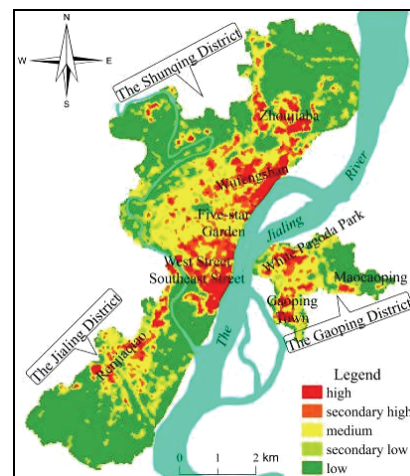 N
W
E
S
The Shunqing District
Zhoujiaba
Wufengshan
River
Jialing
The
Five-star
Garden
White Pagoda Park
West Street
Southeast Street
Maocaoping
Gaoping
Town
The Gaoping District
The Jialing District
Renjiaqiao
Legend
high
secondary high
medium
secondary low
low
0
2 km